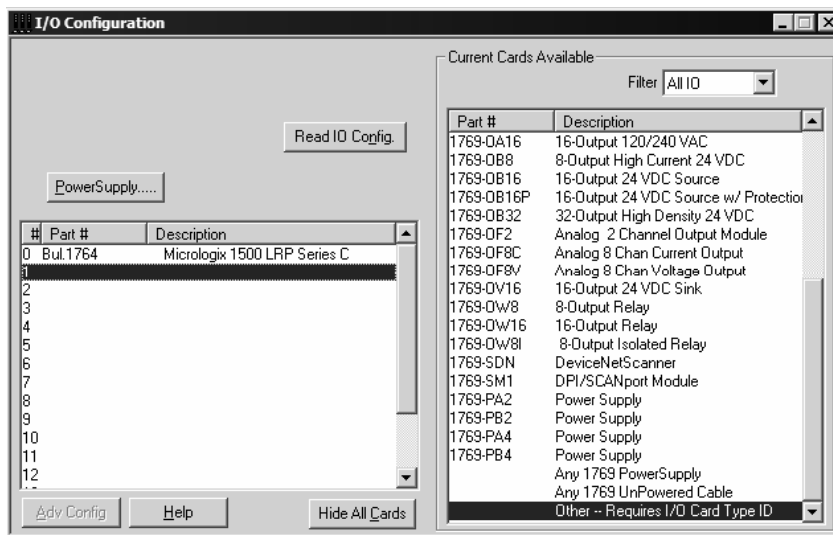 I/O Configuration
Read IO Config.
PowerSupply.....
# Part # Description
0 Bul.1764 Micrologix 1500 LRP Series C
1
2
3
4
5
6
7
8
9
10
11
12
Adv Config Help Hide All Cards
Current Cards Available
Filter All IO
Part # Description
1769-OA16 16-Output 120/240 VAC
1769-OB8 8-Output High Current 24 VDC
1769-OB16 16-Output 24 VDC Source
1769-OB16P 16-Output 24 VDC Source w/ Protection
1769-OB32 32-Output High Density 24 VDC
1769-OF2 Analog 2 Channel Output Module
1769-OF8C Analog 8 Chan Current Output
1769-OF8V Analog 8 Chan Voltage Output
1769-OV16 16-Output 24 VDC Sink
1769-OW8 8-Output Relay
1769-OW16 16-Output Relay
1769-OW8I 8-Output Isolated Relay
1769-SDN DeviceNetScanner
1769-SM1 DPI/SCANport Module
1769-PA2 Power Supply
1769-PB2 Power Supply
1769-PA4 Power Supply
1769-PB4 Power Supply
Any 1769 PowerSupply
Any 1769 UnPowered Cable
Other -- Requires I/O Card Type ID